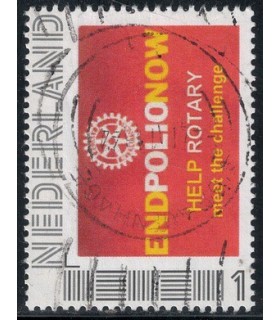 NEDERLAND
ENDPOLIONOW
HELP ROTARY
meet the challenge
1